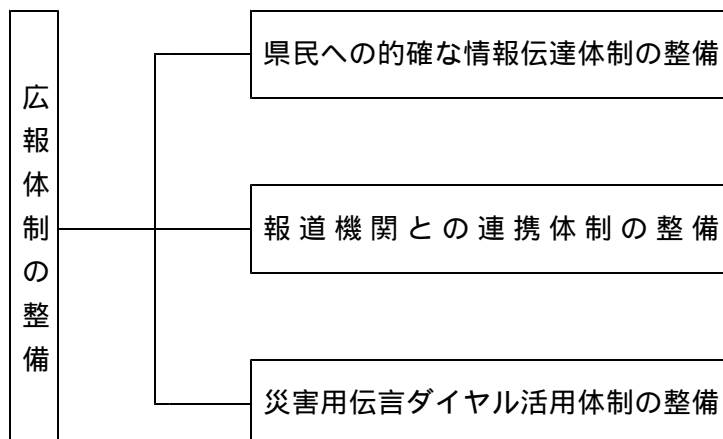 広報体制の整備
県民への的確な情報伝達体制の整備
報道機関との連携体制の整備
災害用伝言ダイヤル活用体制の整備